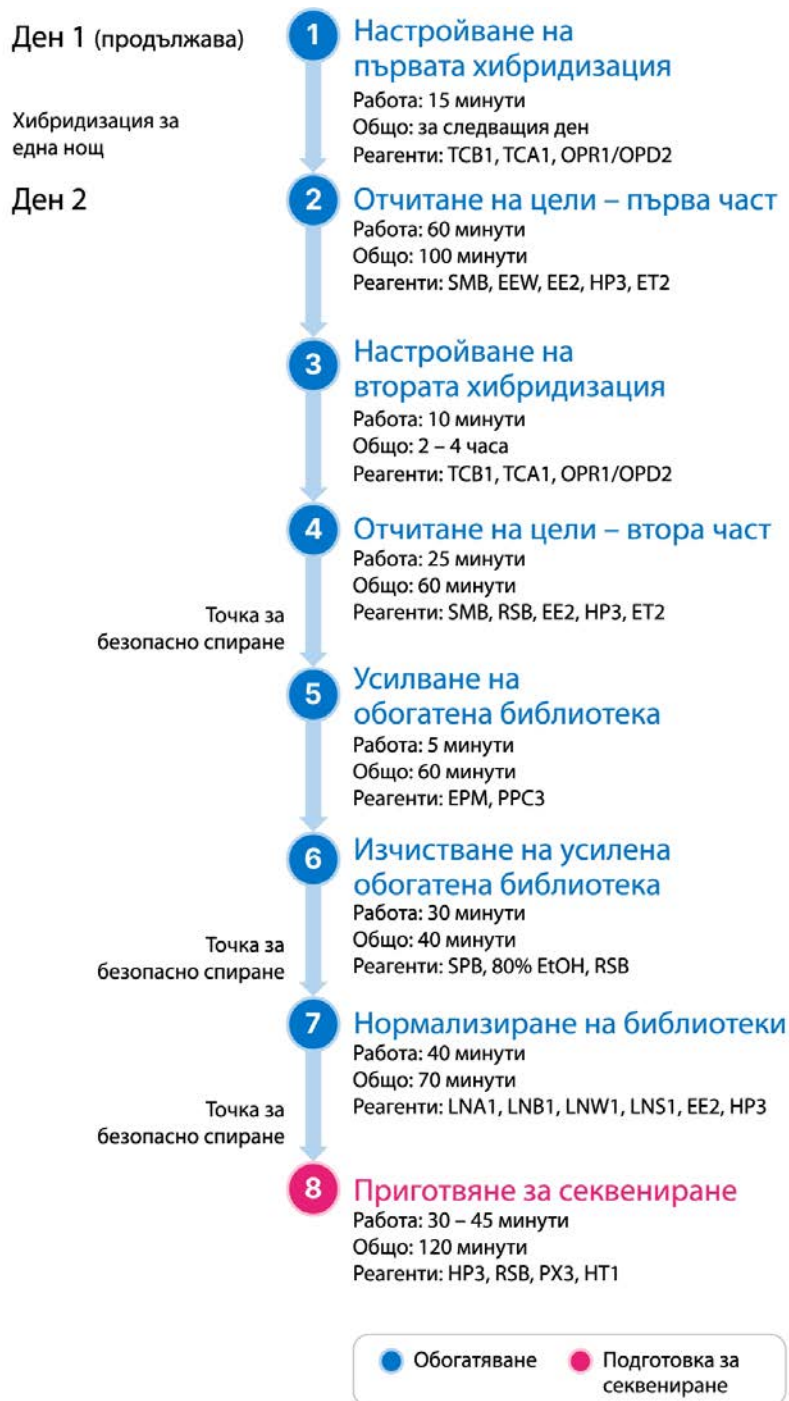 Ден 1 (продължава)
Хибридизация за
една нощ
1
Настройване на
първата хибридизация
Работа: 15 минути
Общо: за следващия ден
Реагенти: TCB1, TCA1, OPR1/OPD2
Ден 2
2
Отчитане на цели – първа част
Работа: 60 минути
Общо: 100 минути
Реагенти: SMB, EEW, EE2, HP3, ET2
3
Настройване на
втората хибридизация
Работа: 10 минути
Общо: 2 – 4 часа
Реагенти: TCB1, TCA1, OPR1/OPD2
4
Отчитане на цели – втора част
Работа: 25 минути
Общо: 60 минути
Реагенти: SMB, RSB, EE2, HP3, ET2
Точка за
безопасно спиране
5
Усилване на
обогатена библиотека
Работа: 5 минути
Общо: 60 минути
Реагенти: EPM, PPC3
6
Изчистване на усилена
обогатена библиотека
Работа: 30 минути
Общо: 40 минути
Реагенти: SPB, 80% EtOH, RSB
Точка за
безопасно спиране
7
Нормализиране на библиотеки
Работа: 40 минути
Общо: 70 минути
Реагенти: LNA1, LNB1, LNW1, LNS1, EE2, HP3
Точка за
безопасно спиране
8
Приготвяне за секвениране
Работа: 30 – 45 минути
Общо: 120 минути
Реагенти: HP3, RSB, PX3, HT1
Обогатяване
Подготовка за
секвениране